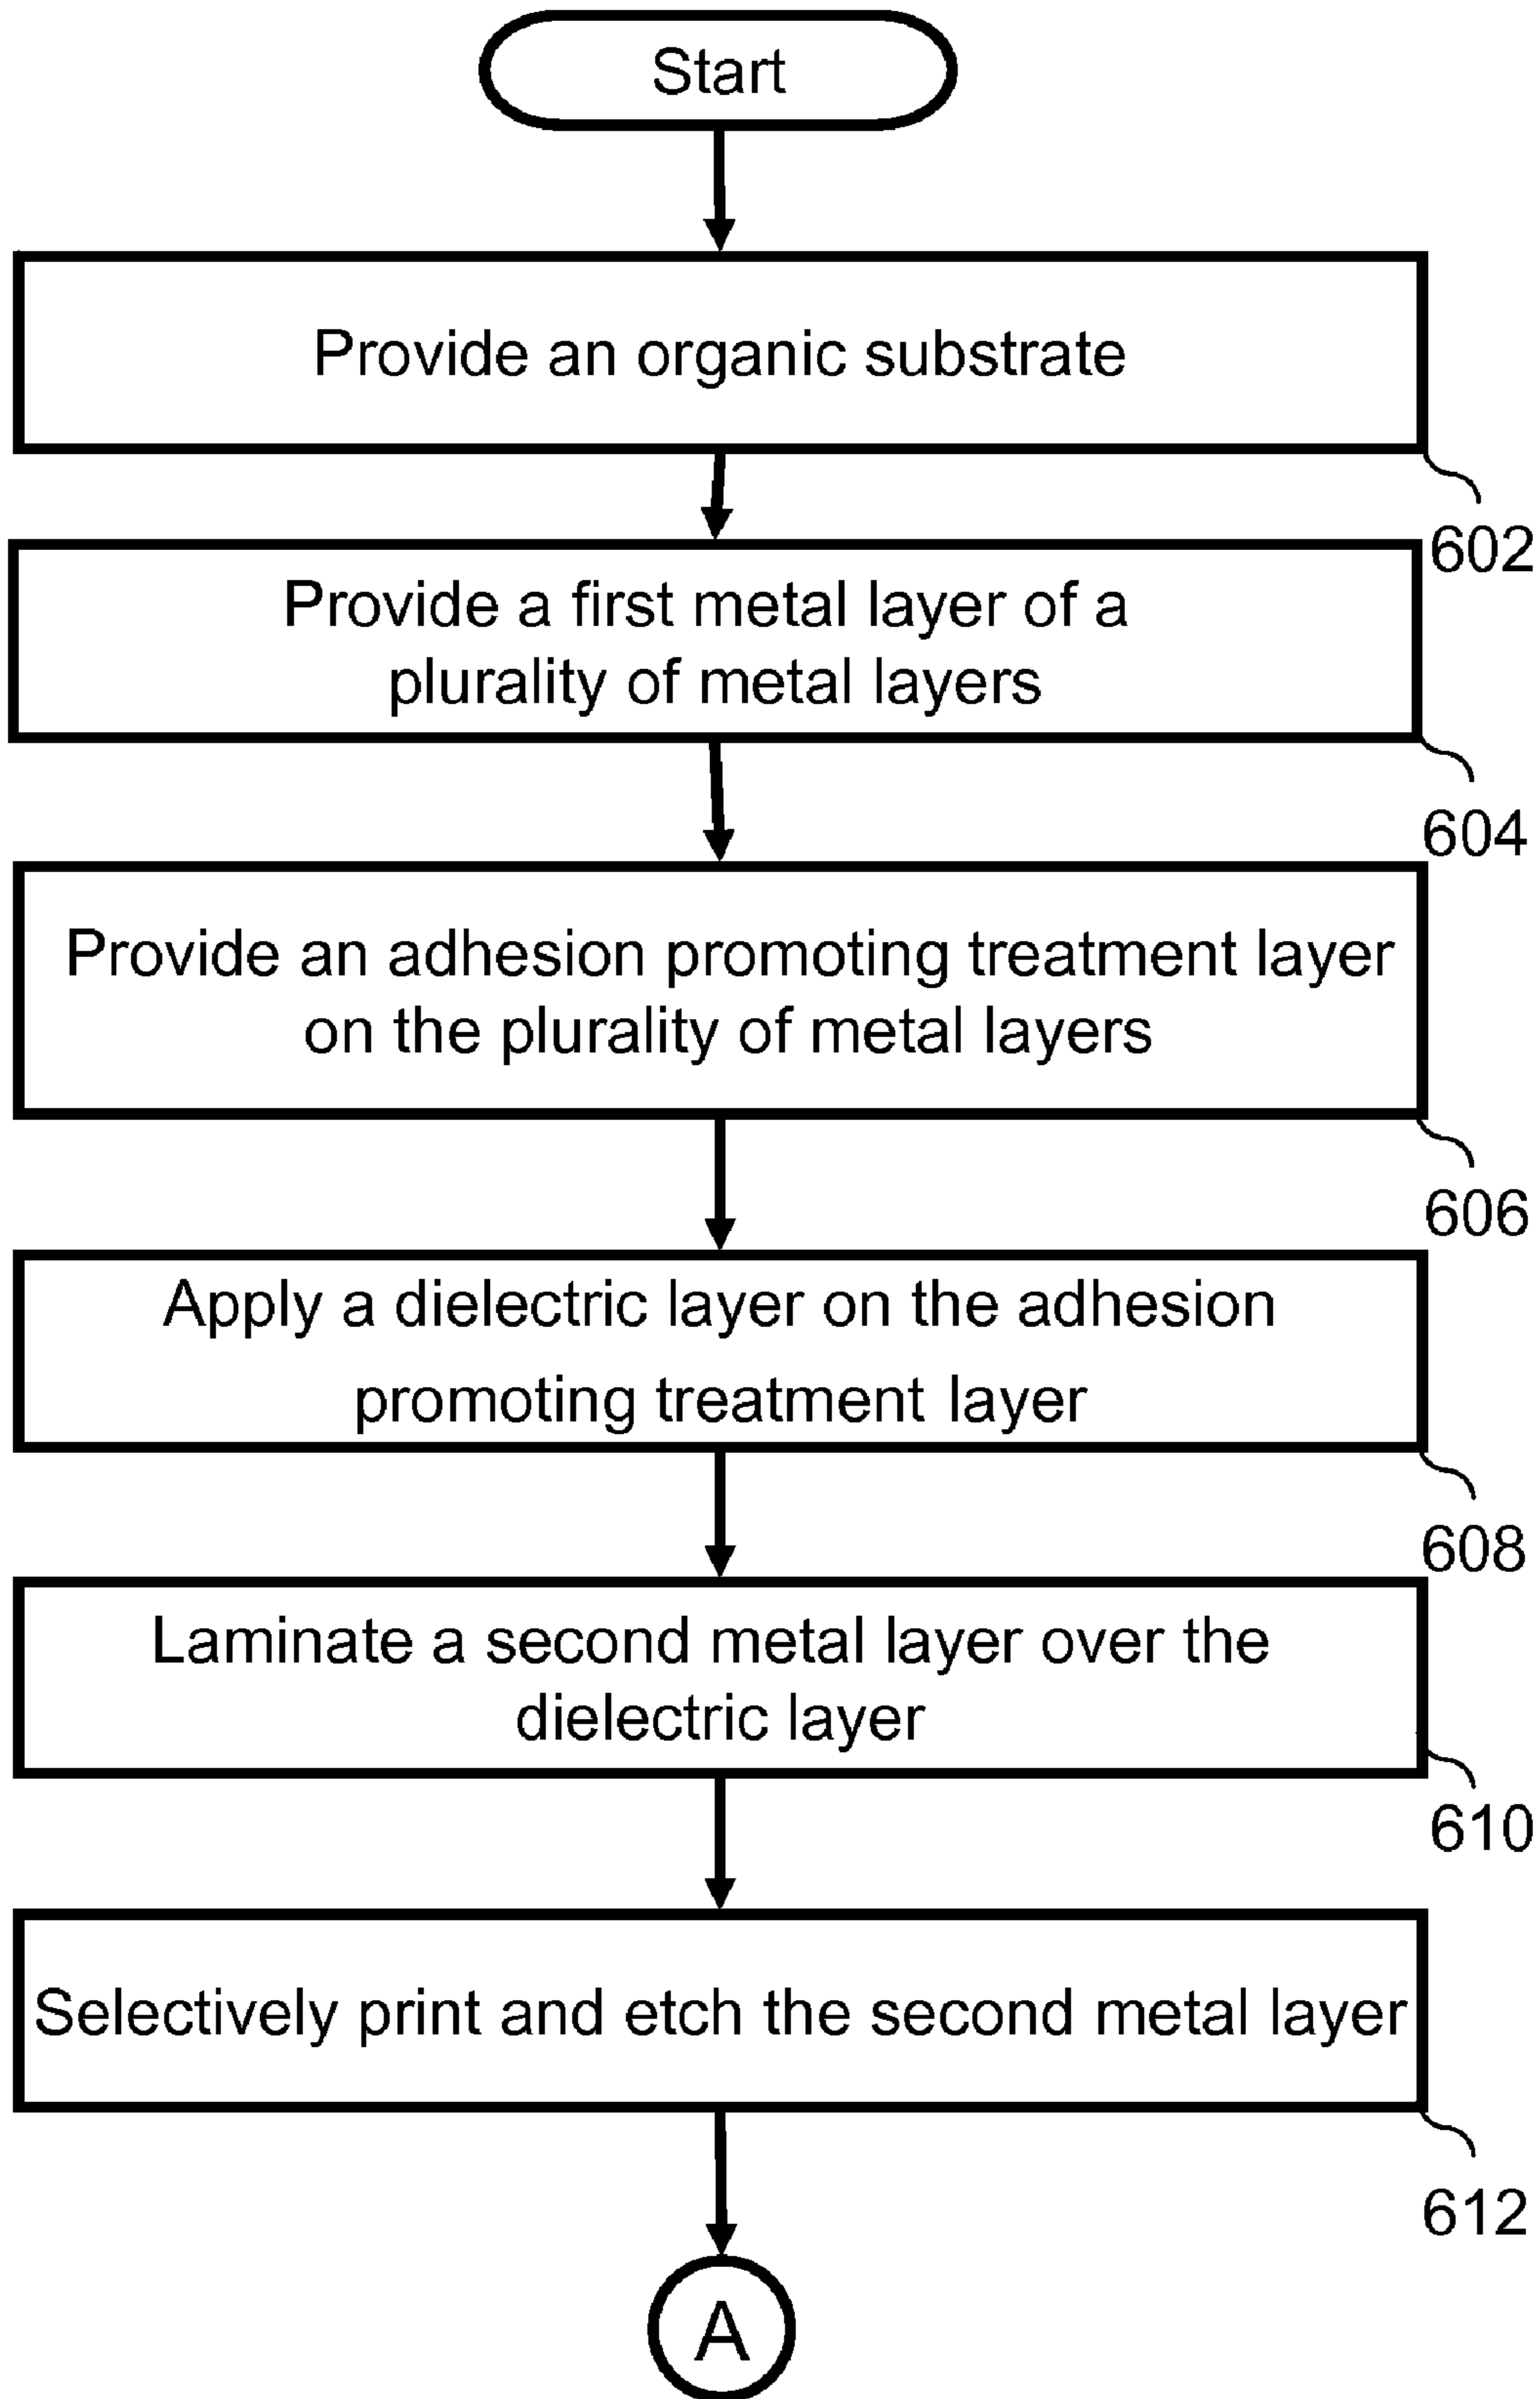 Start
Provide an organic substrate
602
Provide a first metal layer of a
plurality of metal layers
604
Provide an adhesion promoting treatment layer
on the plurality of metal layers
606
Apply a dielectric layer on the adhesion
promoting treatment layer
608
Laminate a second metal layer over the
dielectric layer
610
Selectively print and etch the second metal layer
612
A